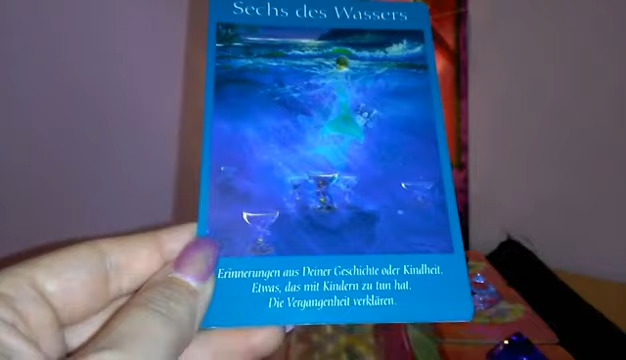 Sechs des Wassers
Erinnerungen aus Deiner Geschichte oder Kindheit.
Etwas, das mit Kindern zu tun hat.
Die Vergangenheit verklären.